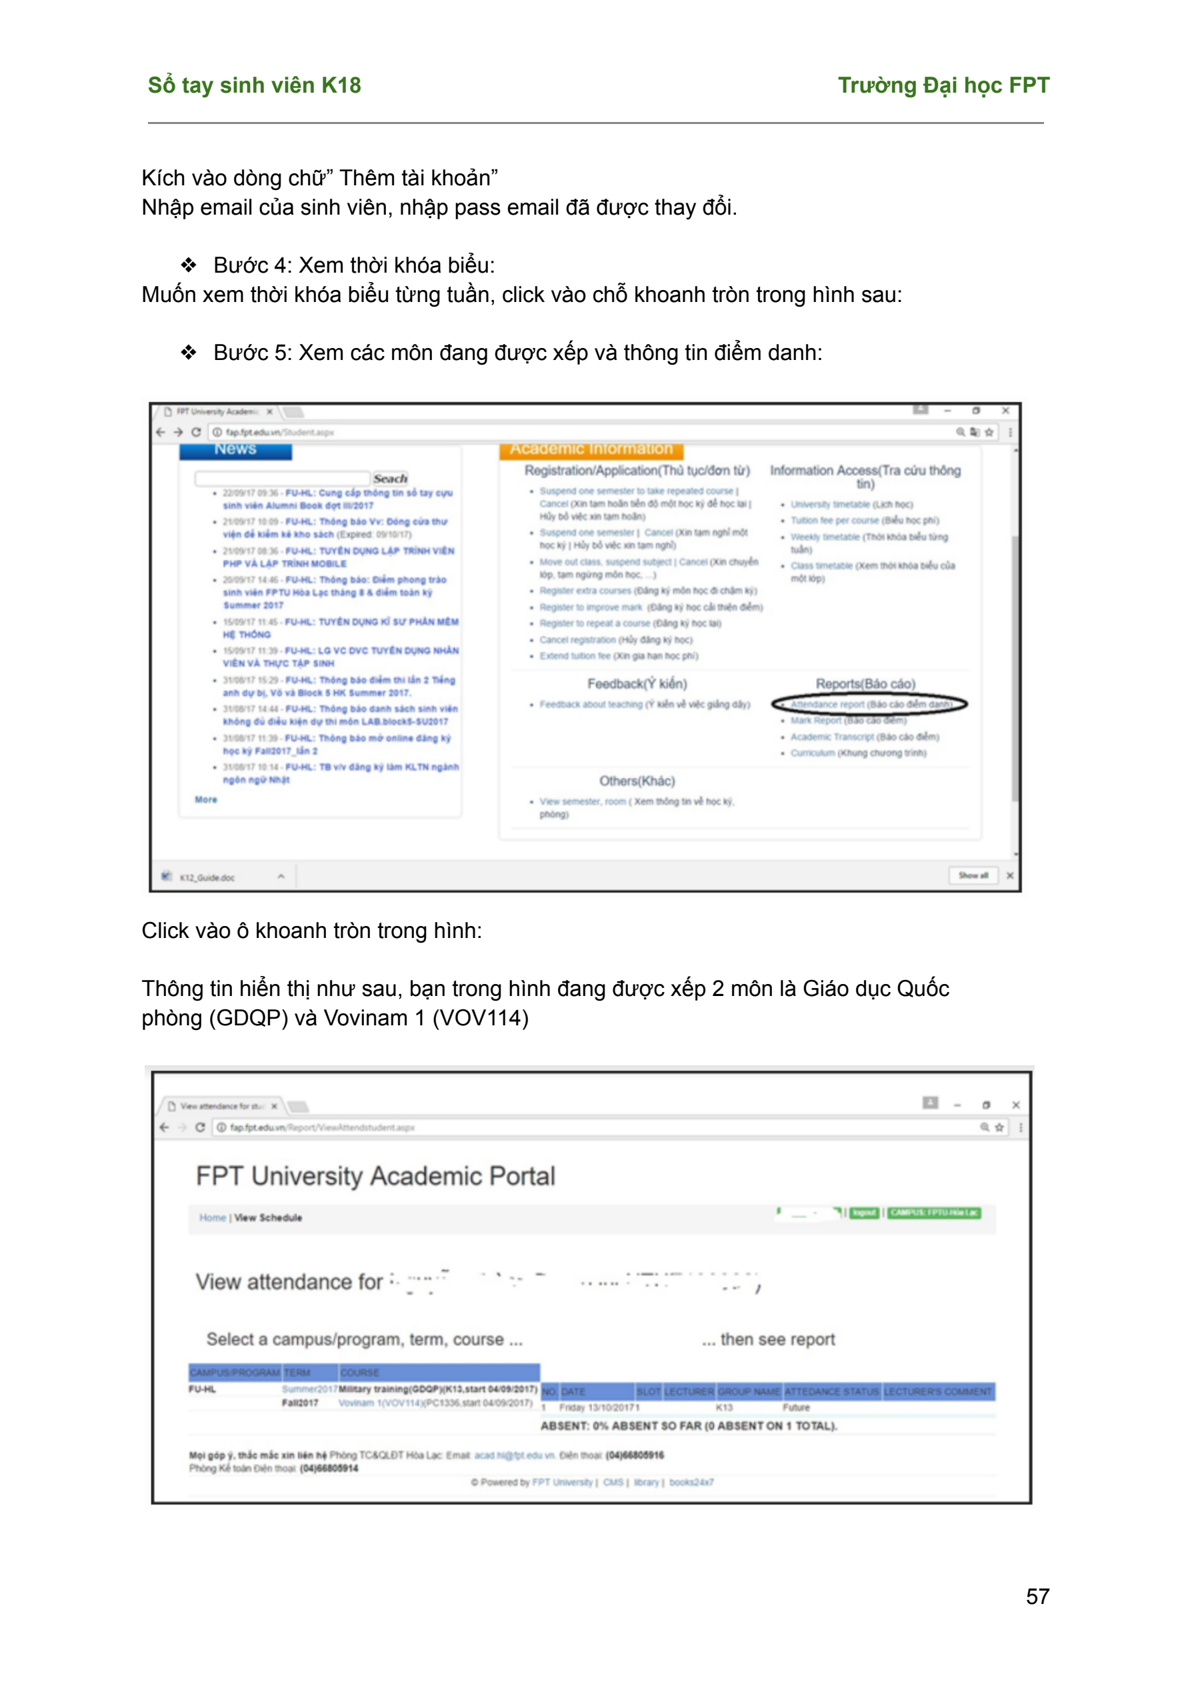 Sổ tay sinh viên K18
Trường Đại học FPT
Kích vào dòng chữ” Thêm tài khoản”
Nhập email của sinh viên, nhập pass email đã được thay đổi.
❖ Bước 4: Xem thời khóa biểu:
Muốn xem thời khóa biểu từng tuần, click vào chỗ khoanh tròn trong hình sau:
❖ Bước 5: Xem các môn đang được xếp và thông tin điểm danh:
FPT University Academic
fap.fpt.edu.vn/Student.aspx
News
Seach
22/09/17 09:36 - FU-HL: Cung cấp thông tin sổ tay cựu
sinh viên Alumni Book đợt III/2017
21/09/17 10:09 - FU-HL: Thông báo Vv: Đóng cửa thư
viện để kiểm kê kho sách (Expired: 09/10/17)
21/09/17 08:36 - FU-HL: TUYỂN DỤNG LẬP TRÌNH VIÊN
PHP VÀ LẬP TRÌNH MOBILE
20/09/17 14:46 - FU-HL: Thông báo: Điểm phong trào
sinh viên FPTU Hòa Lạc tháng 8 & điểm toàn kỳ
Summer 2017
15/09/17 11:45 - FU-HL: TUYỂN DỤNG KĨ SƯ PHẦN MỀM
HỆ THỐNG
15/09/17 11:39 - FU-HL: LG VC DVC TUYỂN DỤNG NHÂN
VIÊN VÀ THỰC TẬP SINH
31/08/17 15:29 - FU-HL: Thông báo điểm thi lần 2 Tiếng
anh dự bị, Võ và Block 5 HK Summer 2017.
31/08/17 14:44 - FU-HL: Thông báo danh sách sinh viên
không đủ điều kiện dự thi môn LAB.block5-SU2017
31/08/17 11:39 - FU-HL: Thông báo mở online đăng ký
học kỳ Fall2017_lần 2
31/08/17 10:14 - FU-HL: TB v/v đăng ký làm KLTN ngành
ngôn ngữ Nhật
More
Academic Information
Registration/Application(Thủ tục/đơn từ)
Suspend one semester to take repeated course |
Cancel (Xin tạm hoãn tiến độ một học kỳ để học lại |
Hủy bỏ việc xin tạm hoãn)
Suspend one semester | Cancel (Xin tạm nghỉ một
học kỳ | Hủy bỏ việc xin tạm nghỉ)
Move out class, suspend subject | Cancel (Xin chuyển
lớp, tạm ngừng môn học, ...)
Register extra courses (Đăng ký môn học đi chậm kỳ)
Register to improve mark (Đăng ký học cải thiện điểm)
Register to repeat a course (Đăng ký học lại)
Cancel registration (Hủy đăng ký học)
Extend tuition fee (Xin gia hạn học phí)
Information Access(Tra cứu thông
tin)
University timetable (Lịch học)
Tuition fee per course (Biểu học phí)
Weekly timetable (Thời khóa biểu từng
tuần)
Class timetable (Xem thời khóa biểu của
một lớp)
Feedback(Ý kiến)
Feedback about teaching (Ý kiến về việc giảng dạy)
Reports(Báo cáo)
Attendance report (Báo cáo điểm danh)
Mark Report (Báo cáo điểm)
Academic Transcript (Báo cáo điểm)
Curriculum (Khung chương trình)
Others(Khác)
View semester, room ( Xem thông tin về học kỳ,
phòng)
K12_Guide.doc
Show all
Click vào ô khoanh tròn trong hình:
Thông tin hiển thị như sau, bạn trong hình đang được xếp 2 môn là Giáo dục Quốc
phòng (GDQP) và Vovinam 1 (VOV114)
View attendance for stu
fap.fpt.edu.vn/Report/ViewAttendstudent.aspx
FPT University Academic Portal
Home | View Schedule
| logout | CAMPUS: FPTU-Hòa Lạc
View attendance for
Select a campus/program, term, course ...
... then see report
CAMPUS/PROGRAM TERM COURSE
FU-HL Summer2017 Military training(GDQP)(K13,start 04/09/2017)
Fall2017 Vovinam 1(VOV114)(PC1336,start 04/09/2017)
NO. DATE SLOT LECTURER GROUP NAME ATTEDANCE STATUS LECTURER'S COMMENT
1 Friday 13/10/2017 1 K13 Future
ABSENT: 0% ABSENT SO FAR (0 ABSENT ON 1 TOTAL).
Mọi góp ý, thắc mắc xin liên hệ Phòng TC&QLĐT Hòa Lạc: Email: acad.hl@fpt.edu.vn. Điện thoại: (04)66805916
Phòng Kế toán Điện thoại: (04)66805914
© Powered by FPT University | CMS | library | books24x7
57